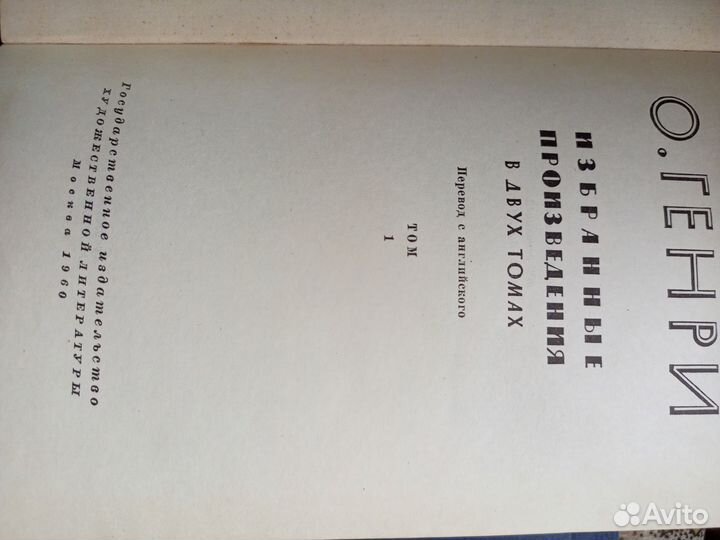 О. ГЕНРИ
ИЗБРАННЫЕ
ПРОИЗВЕДЕНИЯ
В ДВУХ ТОМАХ
Перевод с английского
ТОМ
1
Государственное издательство
ХУДОЖЕСТВЕННОЙ ЛИТЕРАТУРЫ
Москва 1960
Avito